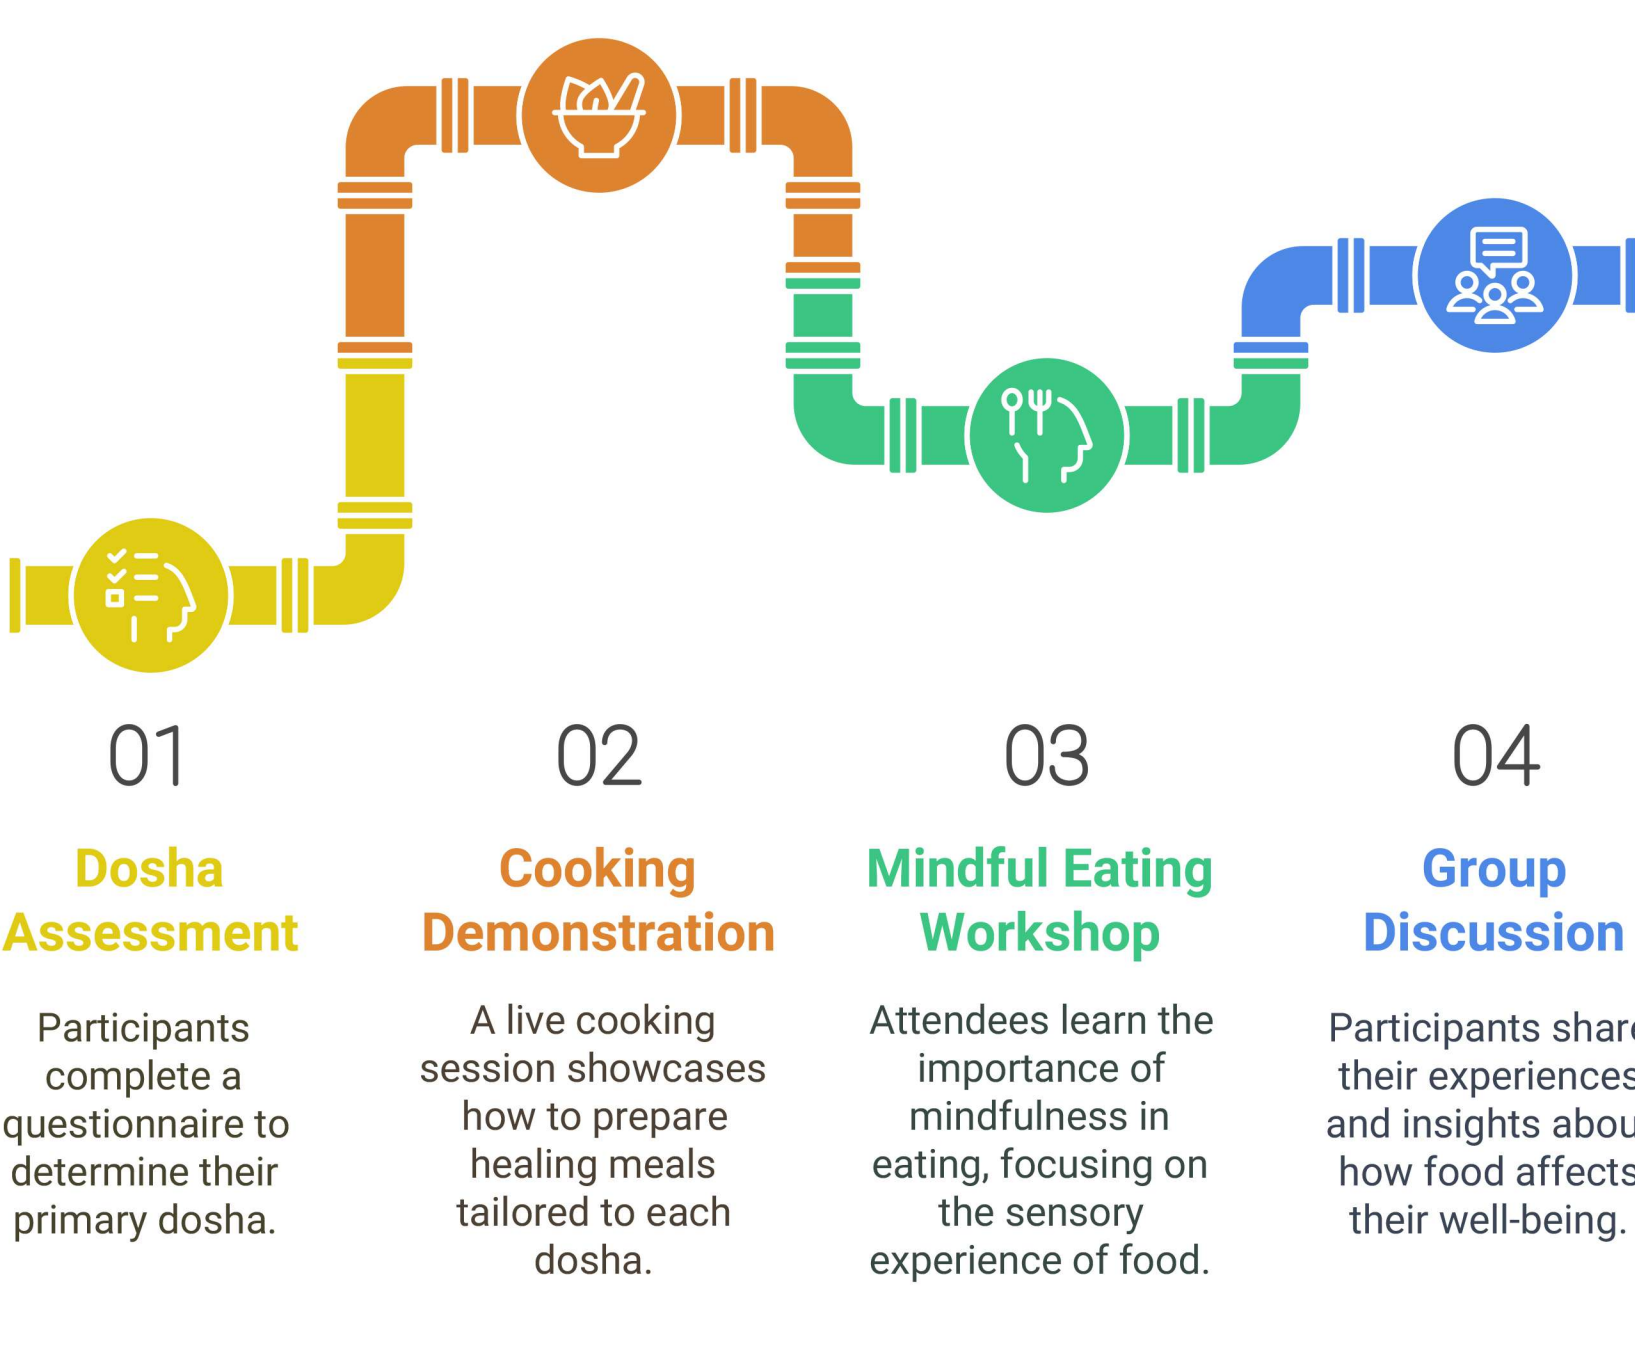 01
Dosha
Assessment
Participants
complete a
questionnaire to
determine their
primary dosha.
02
Cooking
Demonstration
A live cooking
session showcases
how to prepare
healing meals
tailored to each
dosha.
03
Mindful Eating
Workshop
Attendees learn the
importance of
mindfulness in
eating, focusing on
the sensory
experience of food.
04
Group
Discussion
Participants share
their experiences
and insights abou
how food affects
their well-being.